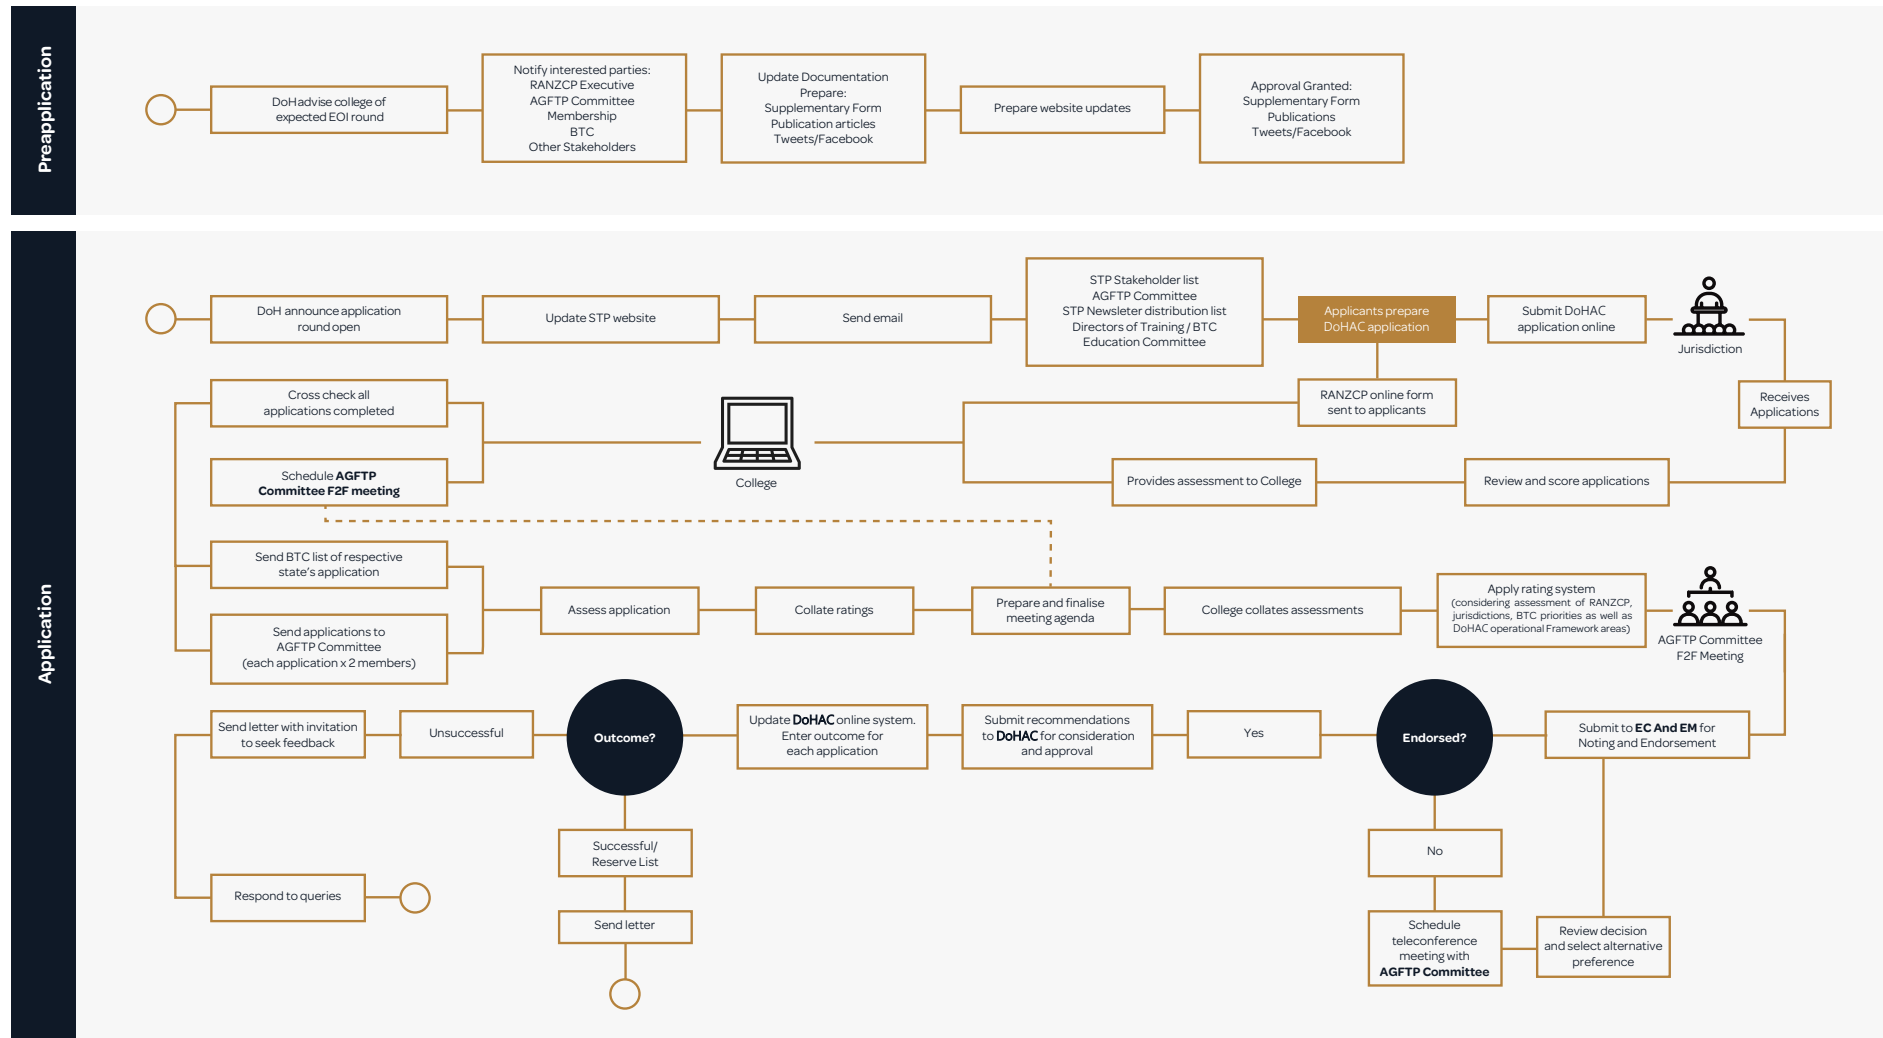 Preapplication
DoH advise college of
expected EOI round
Notify interested parties:
RANZCP Executive
AGFTP Committee
Membership
BTC
Other Stakeholders
Update Documentation
Prepare:
Supplementary Form
Publication articles
Tweets/Facebook
Prepare website updates
Approval Granted:
Supplementary Form
Publications
Tweets/Facebook
Application
DoH announce application
round open
Update STP website
Send email
STP Stakeholder list
AGFTP Committee
STP Newsleter distribution list
Directors of Training / BTC
Education Committee
Applicants prepare
DoHAC application
Submit DoHAC
application online
Jurisdiction
Cross check all
applications completed
RANZCP online form
sent to applicants
Receives
Applications
Schedule AGFTP
Committee F2F meeting
College
Provides assessment to College
Review and score applications
Send BTC list of respective
state's application
Send applications to
AGFTP Committee
(each application x 2 members)
Assess application
Collate ratings
Prepare and finalise
meeting agenda
College collates assessments
Apply rating system
(considering assessment of RANZCP,
jurisdictions, BTC priorities as well as
DoHAC operational Framework areas)
AGFTP Committee
F2F Meeting
Send letter with invitation
to seek feedback
Unsuccessful
Outcome?
Update DoHAC online system.
Enter outcome for
each application
Submit recommendations
to DoHAC for consideration
and approval
Yes
Endorsed?
Submit to EC And EM for
Noting and Endorsement
Successful/
Reserve List
No
Respond to queries
Send letter
Schedule
teleconference
meeting with
AGFTP Committee
Review decision
and select alternative
preference